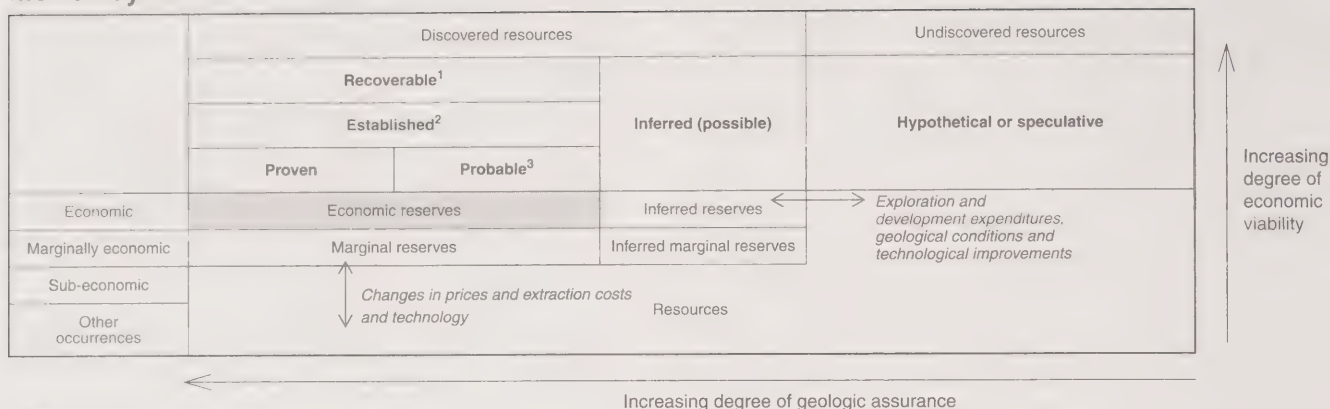 Discovered resources
Undiscovered resources
Recoverable1
Established2
Inferred (possible)
Hypothetical or speculative
Proven
Probable3
Increasing
degree of
economic
viability
Economic
Economic reserves
Inferred reserves
Exploration and
development expenditures,
geological conditions and
technological improvements
Marginally economic
Marginal reserves
Inferred marginal reserves
Sub-economic
Changes in prices and extraction costs
and technology
Resources
Other
occurrences
Increasing degree of geologic assurance